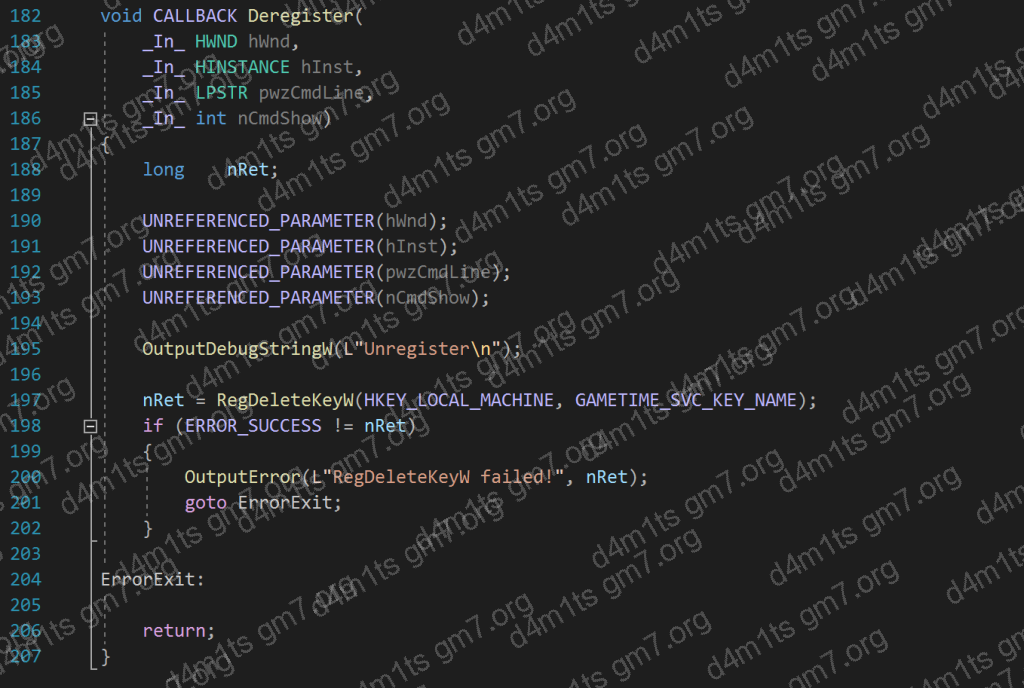 182 void CALLBACK Deregister(
183 _In_ HWND hWnd,
184 _In_ HINSTANCE hInst,
185 _In_ LPSTR pwzCmdLine,
186 _In_ int nCmdShow)
187 {
188 long nRet;
189
190 UNREFERENCED_PARAMETER(hWnd);
191 UNREFERENCED_PARAMETER(hInst);
192 UNREFERENCED_PARAMETER(pwzCmdLine);
193 UNREFERENCED_PARAMETER(nCmdShow);
194
195 OutputDebugStringW(L"Unregister\n");
196
197 nRet = RegDeleteKeyW(HKEY_LOCAL_MACHINE, GAMETIME_SVC_KEY_NAME);
198 if (ERROR_SUCCESS != nRet)
199 {
200 OutputError(L"RegDeleteKeyW failed!", nRet);
201 goto ErrorExit;
202 }
203
204 ErrorExit:
205
206 return;
207 }
d4m1ts gm7.org